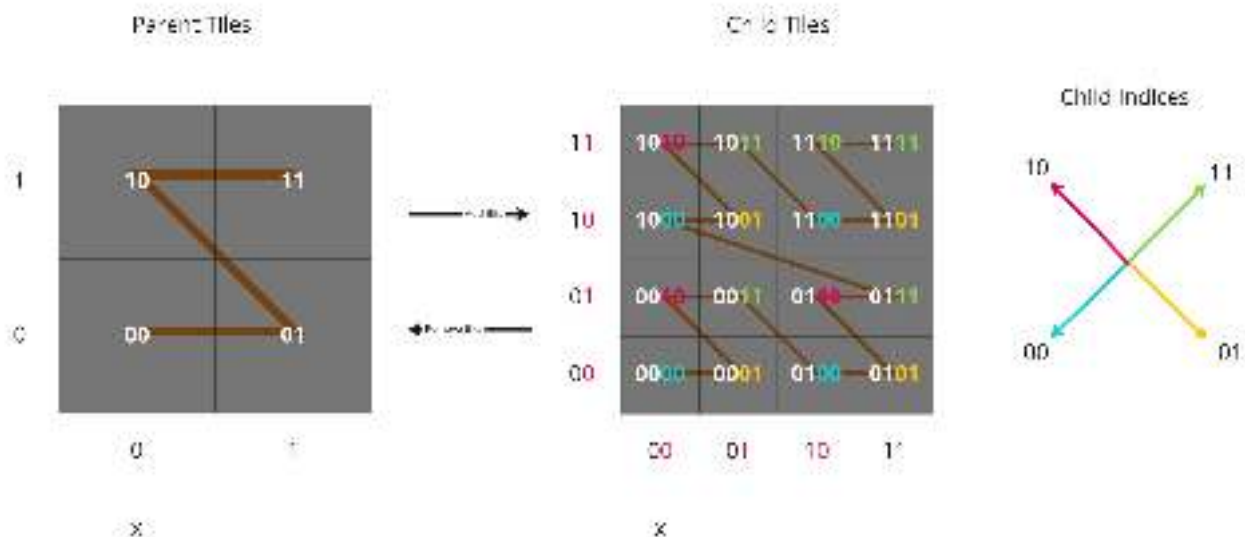 Parent Tiles
Child Tiles
Child Indices
1
10 11
0
00 01
0 1
x
11
1010 1011 1110 1111
10
1000 1001 1100 1101
01
0010 0011 0110 0111
00
0000 0001 0100 0101
00 01 10 11
x
10 11
00 01